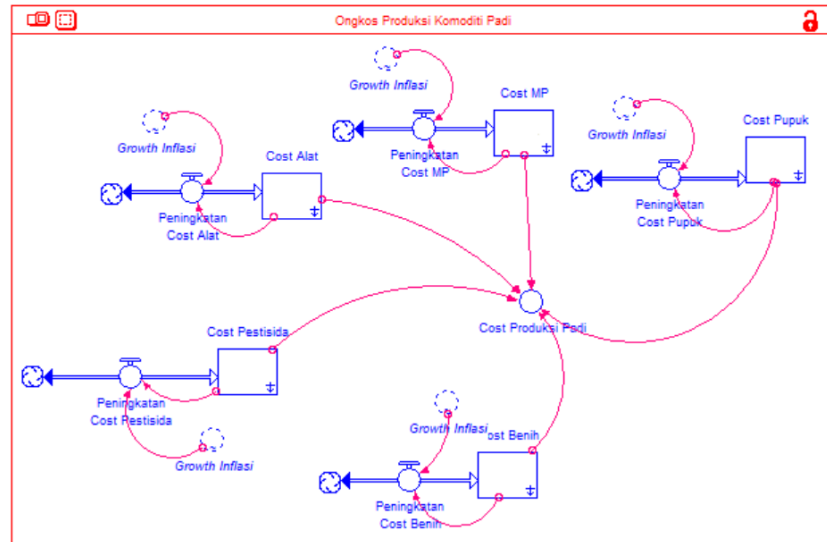 Ongkos Produksi Komoditi Padi
Growth Inflasi
Cost MP
Peningkatan
Cost MP
Growth Inflasi
Cost Alat
Peningkatan
Cost Alat
Growth Inflasi
Cost Pupuk
Peningkatan
Cost Pupuk
Cost Produksi Padi
Cost Pestisida
Peningkatan
Cost Pestisida
Growth Inflasi
Growth Inflasi
ost Benih
Peningkatan
Cost Benih